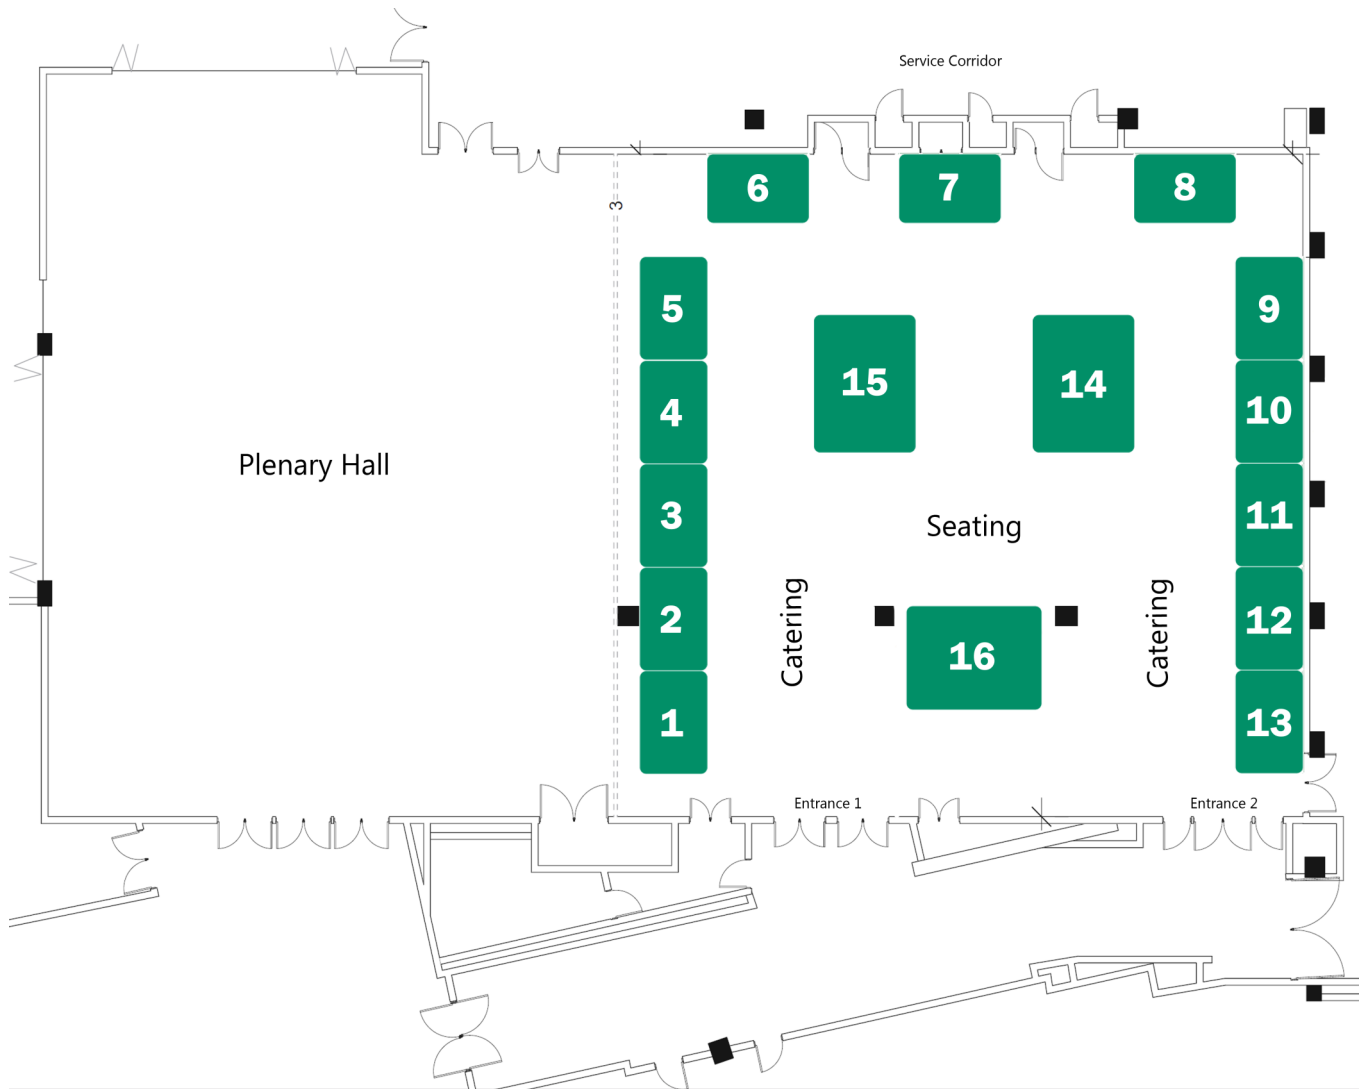 Service Corridor
6
7
8
3
5
9
15
14
4
10
Plenary Hall
3
11
Seating
2
12
Catering
Catering
16
1
13
Entrance 1
Entrance 2